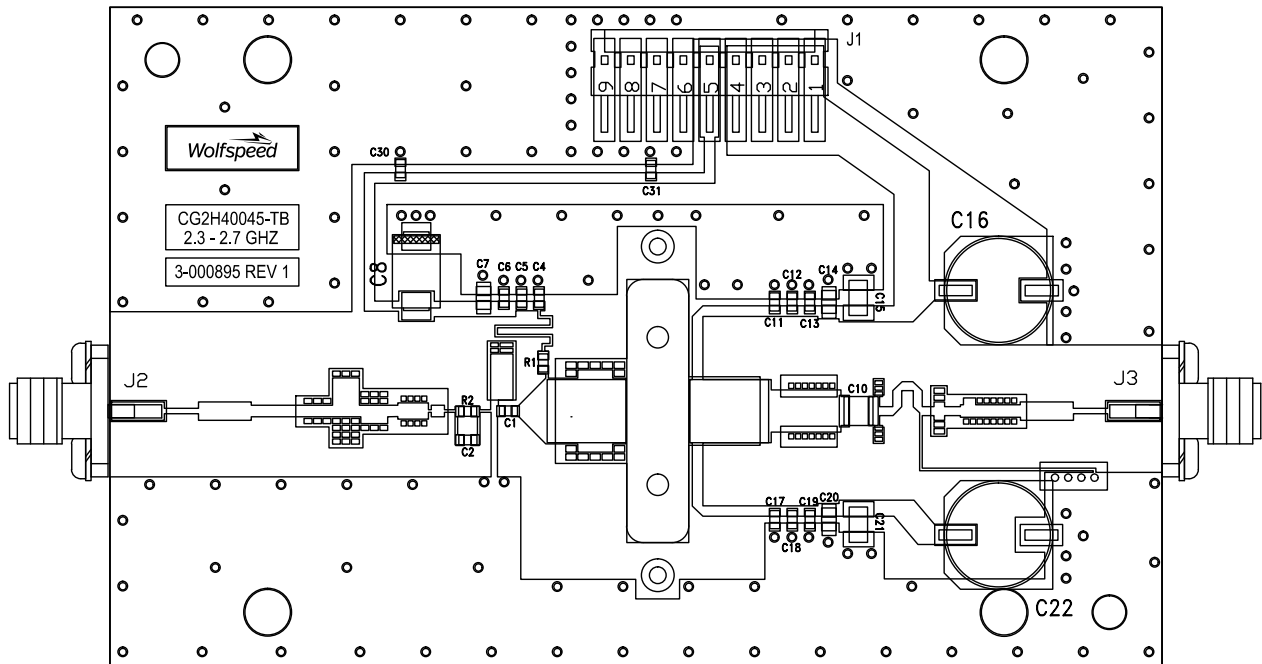 J1
9 8 7 6 5 4 3 2 1
Wolfspeed
C30
C31
CG2H40045-TB
2.3 - 2.7 GHZ
3-000895 REV 1
C16
C8
C7 C6 C5 C4
C12 C14
C11 C13
C15
R1
J2
J3
C10
R2
C1
C2
C17 C19 C20
C18
C21
C22